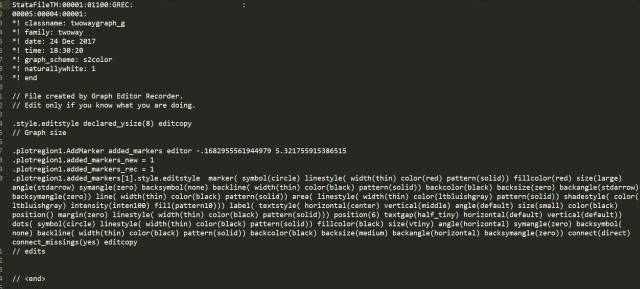 StataFileTM:00001:01100:GREC: :
00005:00004:00001:
*! classname: twowaygraph_g
*! family: twoway
*! date: 24 Dec 2017
*! time: 18:30:20
*! graph_scheme: s2color
*! naturallywhite: 1
*! end
// File created by Graph Editor Recorder.
// Edit only if you know what you are doing.
.style.editstyle declared_ysize(8) editcopy
// Graph size
.plotregion1.AddMarker added_markers editor -.1682955561944979 5.321755915386515
.plotregion1.added_markers_new = 1
.plotregion1.added_markers_rec = 1
.plotregion1.added_markers[1].style.editstyle marker( symbol(circle) linestyle( width(thin) color(red) pattern(solid)) fillcolor(red) size(large)
angle(stdarrow) symangle(zero) backsymbol(none) backline( width(thin) color(black) pattern(solid)) backcolor(black) backsize(zero) backangle(stdarrow)
backsymangle(zero)) line( width(thin) color(black) pattern(solid)) area( linestyle( width(thin) color(ltbluishgray) pattern(solid)) shadestyle( color(
ltbluishgray) intensity(inten100) fill(pattern10))) label( textstyle( horizontal(center) vertical(middle) angle(default) size(small) color(black)
position() margin(zero) linestyle( width(thin) color(black) pattern(solid))) position(6) textgap(half_tiny) horizontal(default) vertical(default))
dots( symbol(circle) linestyle( width(thin) color(black) pattern(solid)) fillcolor(black) size(vtiny) angle(horizontal) symangle(zero) backsymbol(
none) backline( width(thin) color(black) pattern(solid)) backcolor(black) backsize(medium) backangle(horizontal) backsymangle(zero)) connect(direct)
connect_missings(yes) editcopy
// edits
// <end>